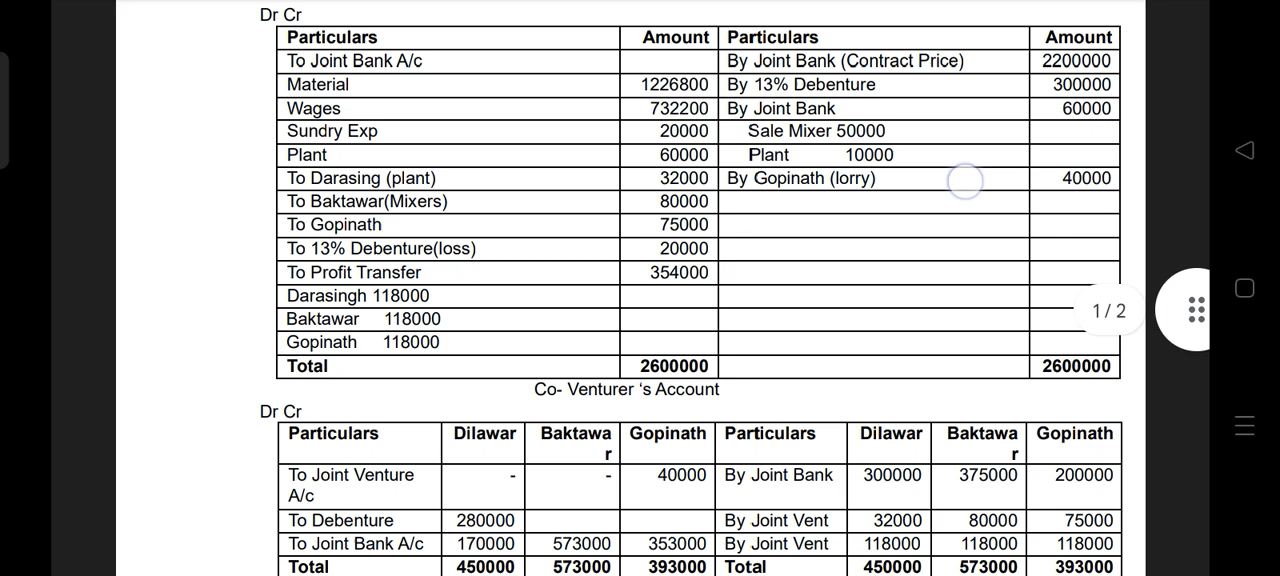 Dr Cr
Particulars Amount Particulars Amount
To Joint Bank A/c By Joint Bank (Contract Price) 2200000
Material 1226800 By 13% Debenture 300000
Wages 732200 By Joint Bank 60000
Sundry Exp 20000 Sale Mixer 50000
Plant 60000 Plant 10000
To Darasing (plant) 32000 By Gopinath (lorry) 40000
To Baktawar(Mixers) 80000
To Gopinath 75000
To 13% Debenture(loss) 20000
To Profit Transfer 354000
Darasingh 118000
Baktawar 118000
Gopinath 118000
Total 2600000 2600000
1 / 2
Co- Venturer ‘s Account
Dr Cr
Particulars Dilawar Baktawa Gopinath Particulars Dilawar Baktawa Gopinath
r r
To Joint Venture - - 40000 By Joint Bank 300000 375000 200000
A/c
To Debenture 280000 By Joint Vent 32000 80000 75000
To Joint Bank A/c 170000 573000 353000 By Joint Vent 118000 118000 118000
Total 450000 573000 393000 Total 450000 573000 393000